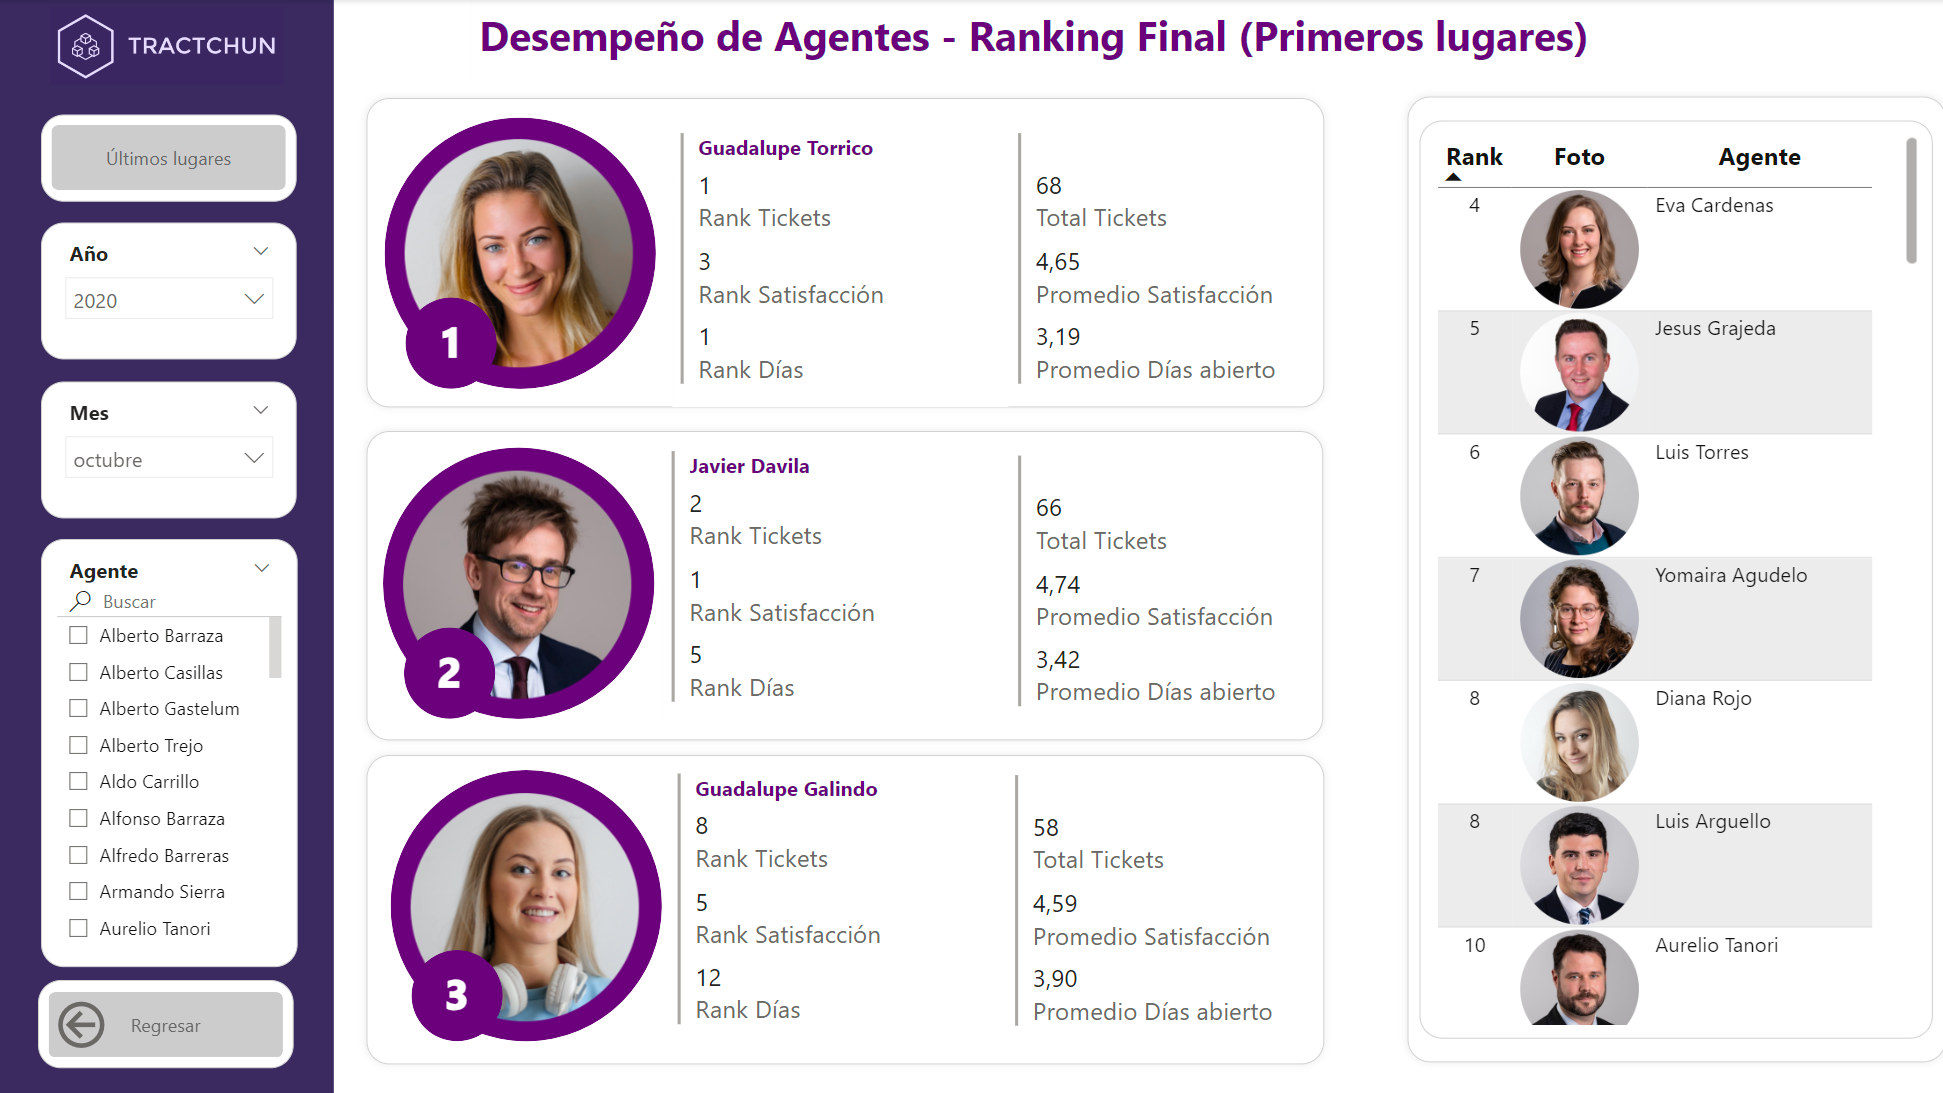 TRACTCHUN
Desempeño de Agentes - Ranking Final (Primeros lugares)
Últimos lugares
Año
2020
Mes
octubre
Agente
Buscar
Alberto Barraza
Alberto Casillas
Alberto Gastelum
Alberto Trejo
Aldo Carrillo
Alfonso Barraza
Alfredo Barreras
Armando Sierra
Aurelio Tanori
Regresar
1
Guadalupe Torrico
1
Rank Tickets
3
Rank Satisfacción
1
Rank Días
68
Total Tickets
4,65
Promedio Satisfacción
3,19
Promedio Días abierto
2
Javier Davila
2
Rank Tickets
1
Rank Satisfacción
5
Rank Días
66
Total Tickets
4,74
Promedio Satisfacción
3,42
Promedio Días abierto
3
Guadalupe Galindo
8
Rank Tickets
5
Rank Satisfacción
12
Rank Días
58
Total Tickets
4,59
Promedio Satisfacción
3,90
Promedio Días abierto
Rank Foto Agente
4 Eva Cardenas
5 Jesus Grajeda
6 Luis Torres
7 Yomaira Agudelo
8 Diana Rojo
8 Luis Arguello
10 Aurelio Tanori